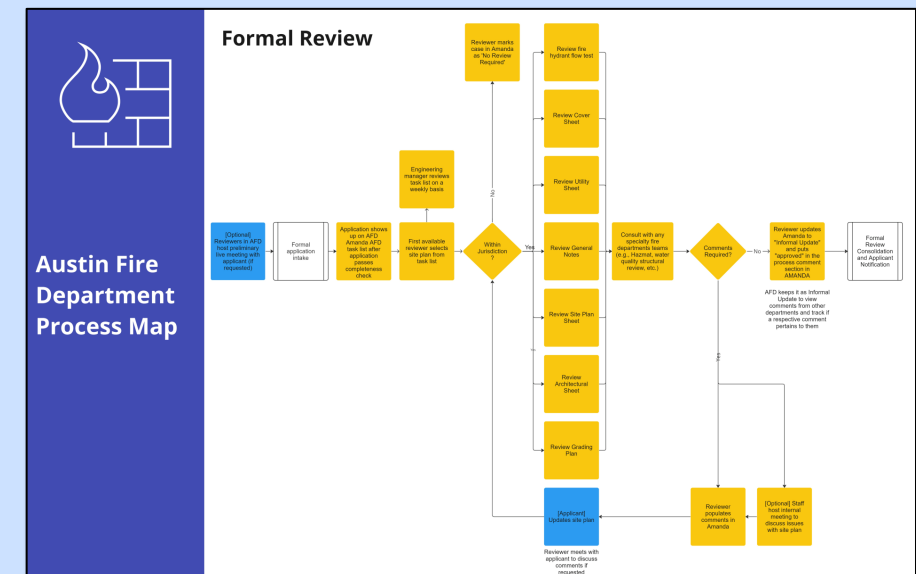 Austin Fire
Department
Process Map
Formal Review
[Optional]
Reviewers in AFD
host preliminary
live meeting with
applicant (if
requested)
Formal
application
intake
Application shows
up on AFD
Amanda AFD
task list after
application
passes
completeness
check
Engineering
manager reviews
task list on a
weekly basis
First available
reviewer selects
site plan from
task list
Reviewer marks
case in Amanda
as 'No Review
Required'
No
Within
Jurisdiction
?
Yes
Review fire
hydrant flow test
Review Cover
Sheet
Review Utility
Sheet
Review General
Notes
Review Site Plan
Sheet
Review
Architectural
Sheet
Review Grading
Plan
Consult with any
specialty fire
department teams
(e.g., Hazmat, water
quality structural
review, etc.)
Comments
Required?
No
Reviewer updates
Amanda to
"Informal Update"
and puts
"approved" in the
process comment
section in
AMANDA
AFD keeps it as Informal
Update to view
comments from other
departments and track if
a respective comment
pertains to them
Formal
Review
Consolidation
and Applicant
Notification
Yes
[Optional] Staff
host internal
meeting to
discuss issues
with site plan
Reviewer
populates
comments in
Amanda
[Applicant]
Updates site plan
Reviewer meets with
applicant to discuss
comments if
requested